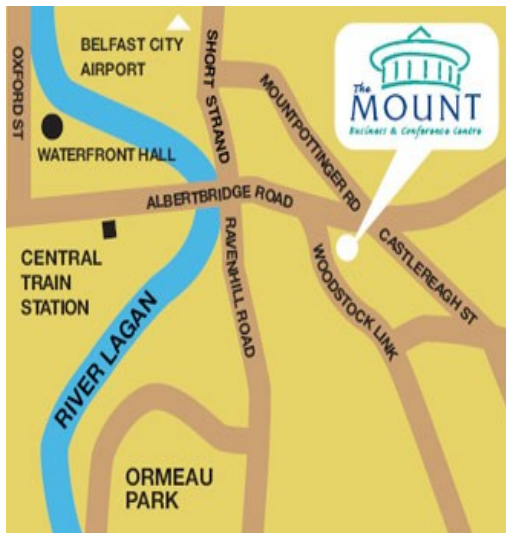 OXFORD ST
BELFAST CITY
AIRPORT
SHORT STRAND
MOUNTPOTTINGER RD
The
MOUNT
Business & Conference Centre
WATERFRONT HALL
ALBERTBRIDGE ROAD
CENTRAL
TRAIN
STATION
RAVENHILL ROAD
WOODSTOCK LINK
CASTLEREAGH ST
RIVER LAGAN
ORMEAU
PARK